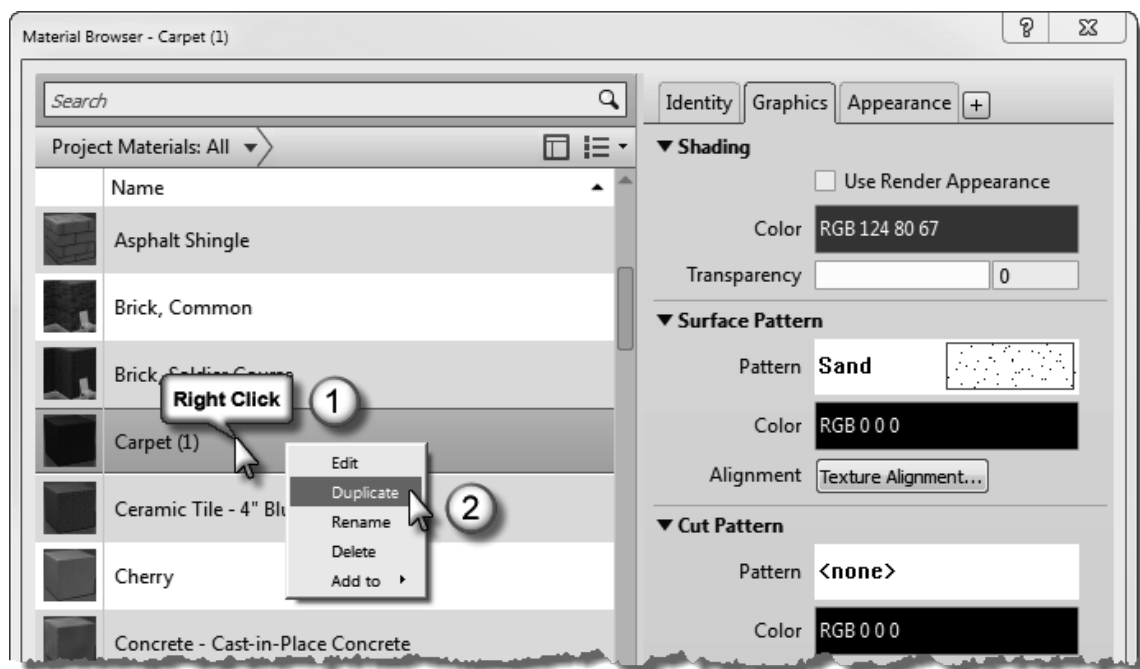 Material Browser - Carpet (1)
?
Search
Project Materials: All
Name
Asphalt Shingle
Brick, Common
Brick, Soldier Course
Right Click
1
Carpet (1)
Edit
Duplicate
2
Rename
Delete
Add to
Ceramic Tile - 4" Blu
Cherry
Concrete - Cast-in-Place Concrete
Identity Graphics Appearance +
Shading
Use Render Appearance
Color RGB 124 80 67
Transparency 0
Surface Pattern
Pattern Sand
Color RGB 0 0 0
Alignment Texture Alignment...
Cut Pattern
Pattern <none>
Color RGB 0 0 0